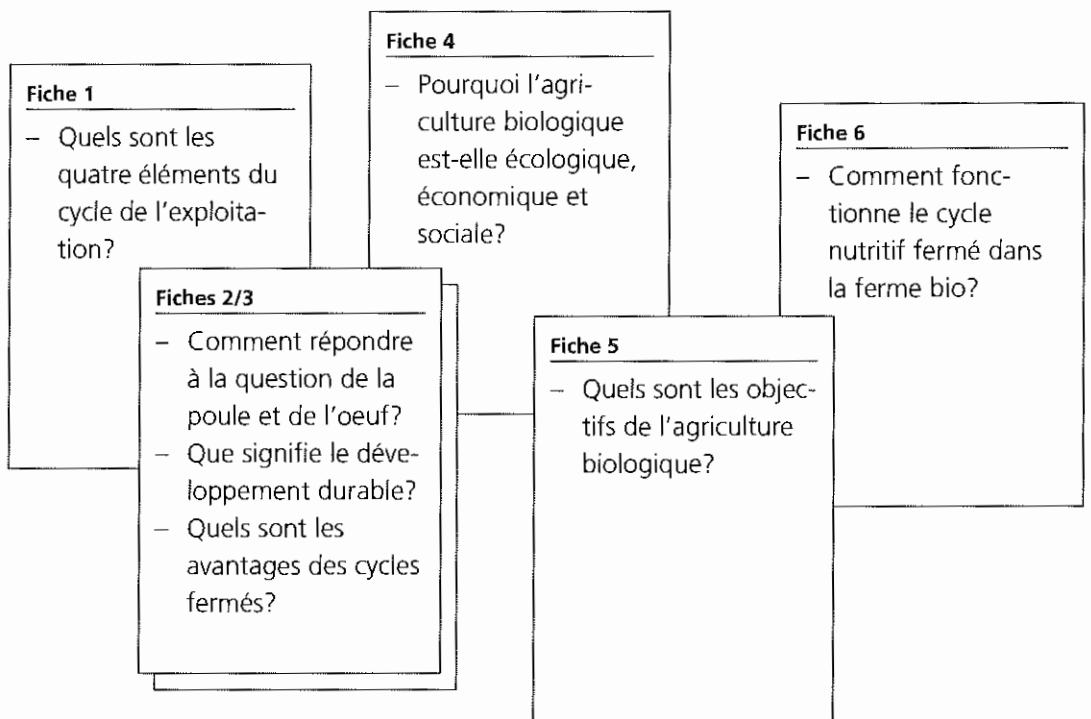 Fiche 1
– Quels sont les
quatre éléments du
cycle de l'exploita-
tion?
Fiches 2/3
– Comment répondre
à la question de la
poule et de l'oeuf?
– Que signifie le déve-
loppement durable?
– Quels sont les
avantages des cycles
fermés?
Fiche 4
– Pourquoi l'agri-
culture biologique
est-elle écologique,
économique et
sociale?
Fiche 5
– Quels sont les objec-
tifs de l'agriculture
biologique?
Fiche 6
– Comment fonc-
tionne le cycle
nutritif fermé dans
la ferme bio?